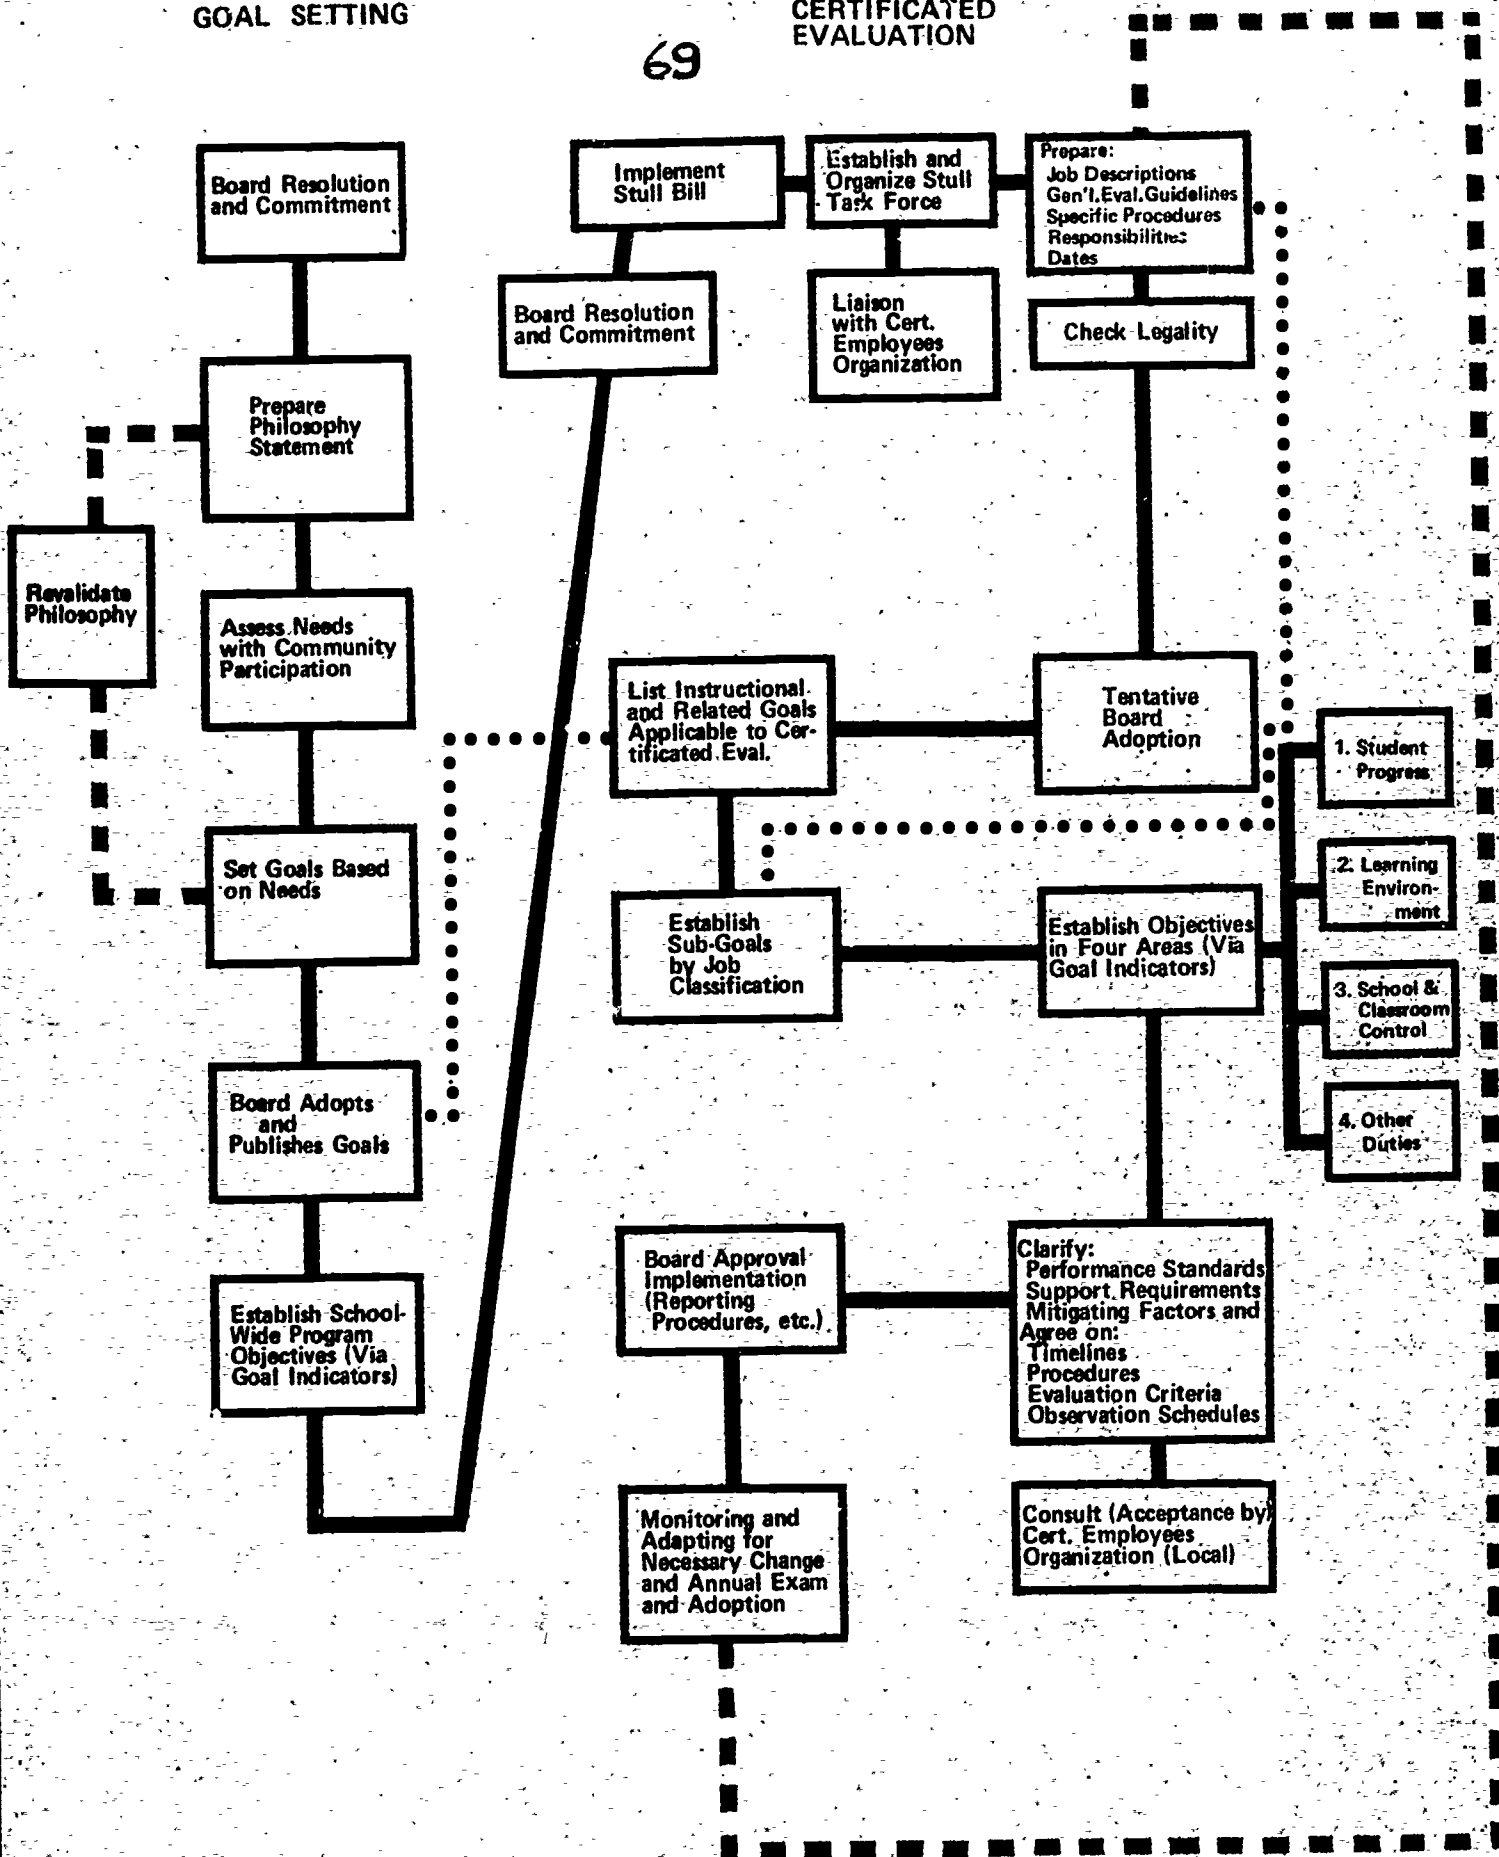 GOAL SETTING
CERTIFICATED
EVALUATION
69
Board Resolution
and Commitment
Prepare
Philosophy
Statement
Revalidate
Philosophy
Assess Needs
with Community
Participation
Set Goals Based
on Needs
Board Adopts
and
Publishes Goals
Establish School-
Wide Program
Objectives (Via
Goal Indicators)
Board Resolution
and Commitment
Implement
Stull Bill
Establish and
Organize Stull
Task Force
Liaison
with Cert.
Employees
Organization
Prepare:
Job Descriptions
Gen'l.Eval.Guidelines
Specific Procedures
Responsibilities
Dates
Check Legality
Tentative
Board
Adoption
List Instructional
and Related Goals
Applicable to Cer-
tificated Eval.
Establish
Sub-Goals
by Job
Classification
Establish Objectives
in Four Areas (Via
Goal Indicators)
1. Student
Progress
2. Learning
Environ-
ment
3. School &
Classroom
Control
4. Other
Duties
Clarify:
Performance Standards
Support Requirements
Mitigating Factors and
Agree on:
Timelines
Procedures
Evaluation Criteria
Observation Schedules
Consult (Acceptance by)
Cert. Employees
Organization (Local)
Board Approval
Implementation
(Reporting
Procedures, etc.)
Monitoring and
Adapting for
Necessary Change
and Annual Exam
and Adoption